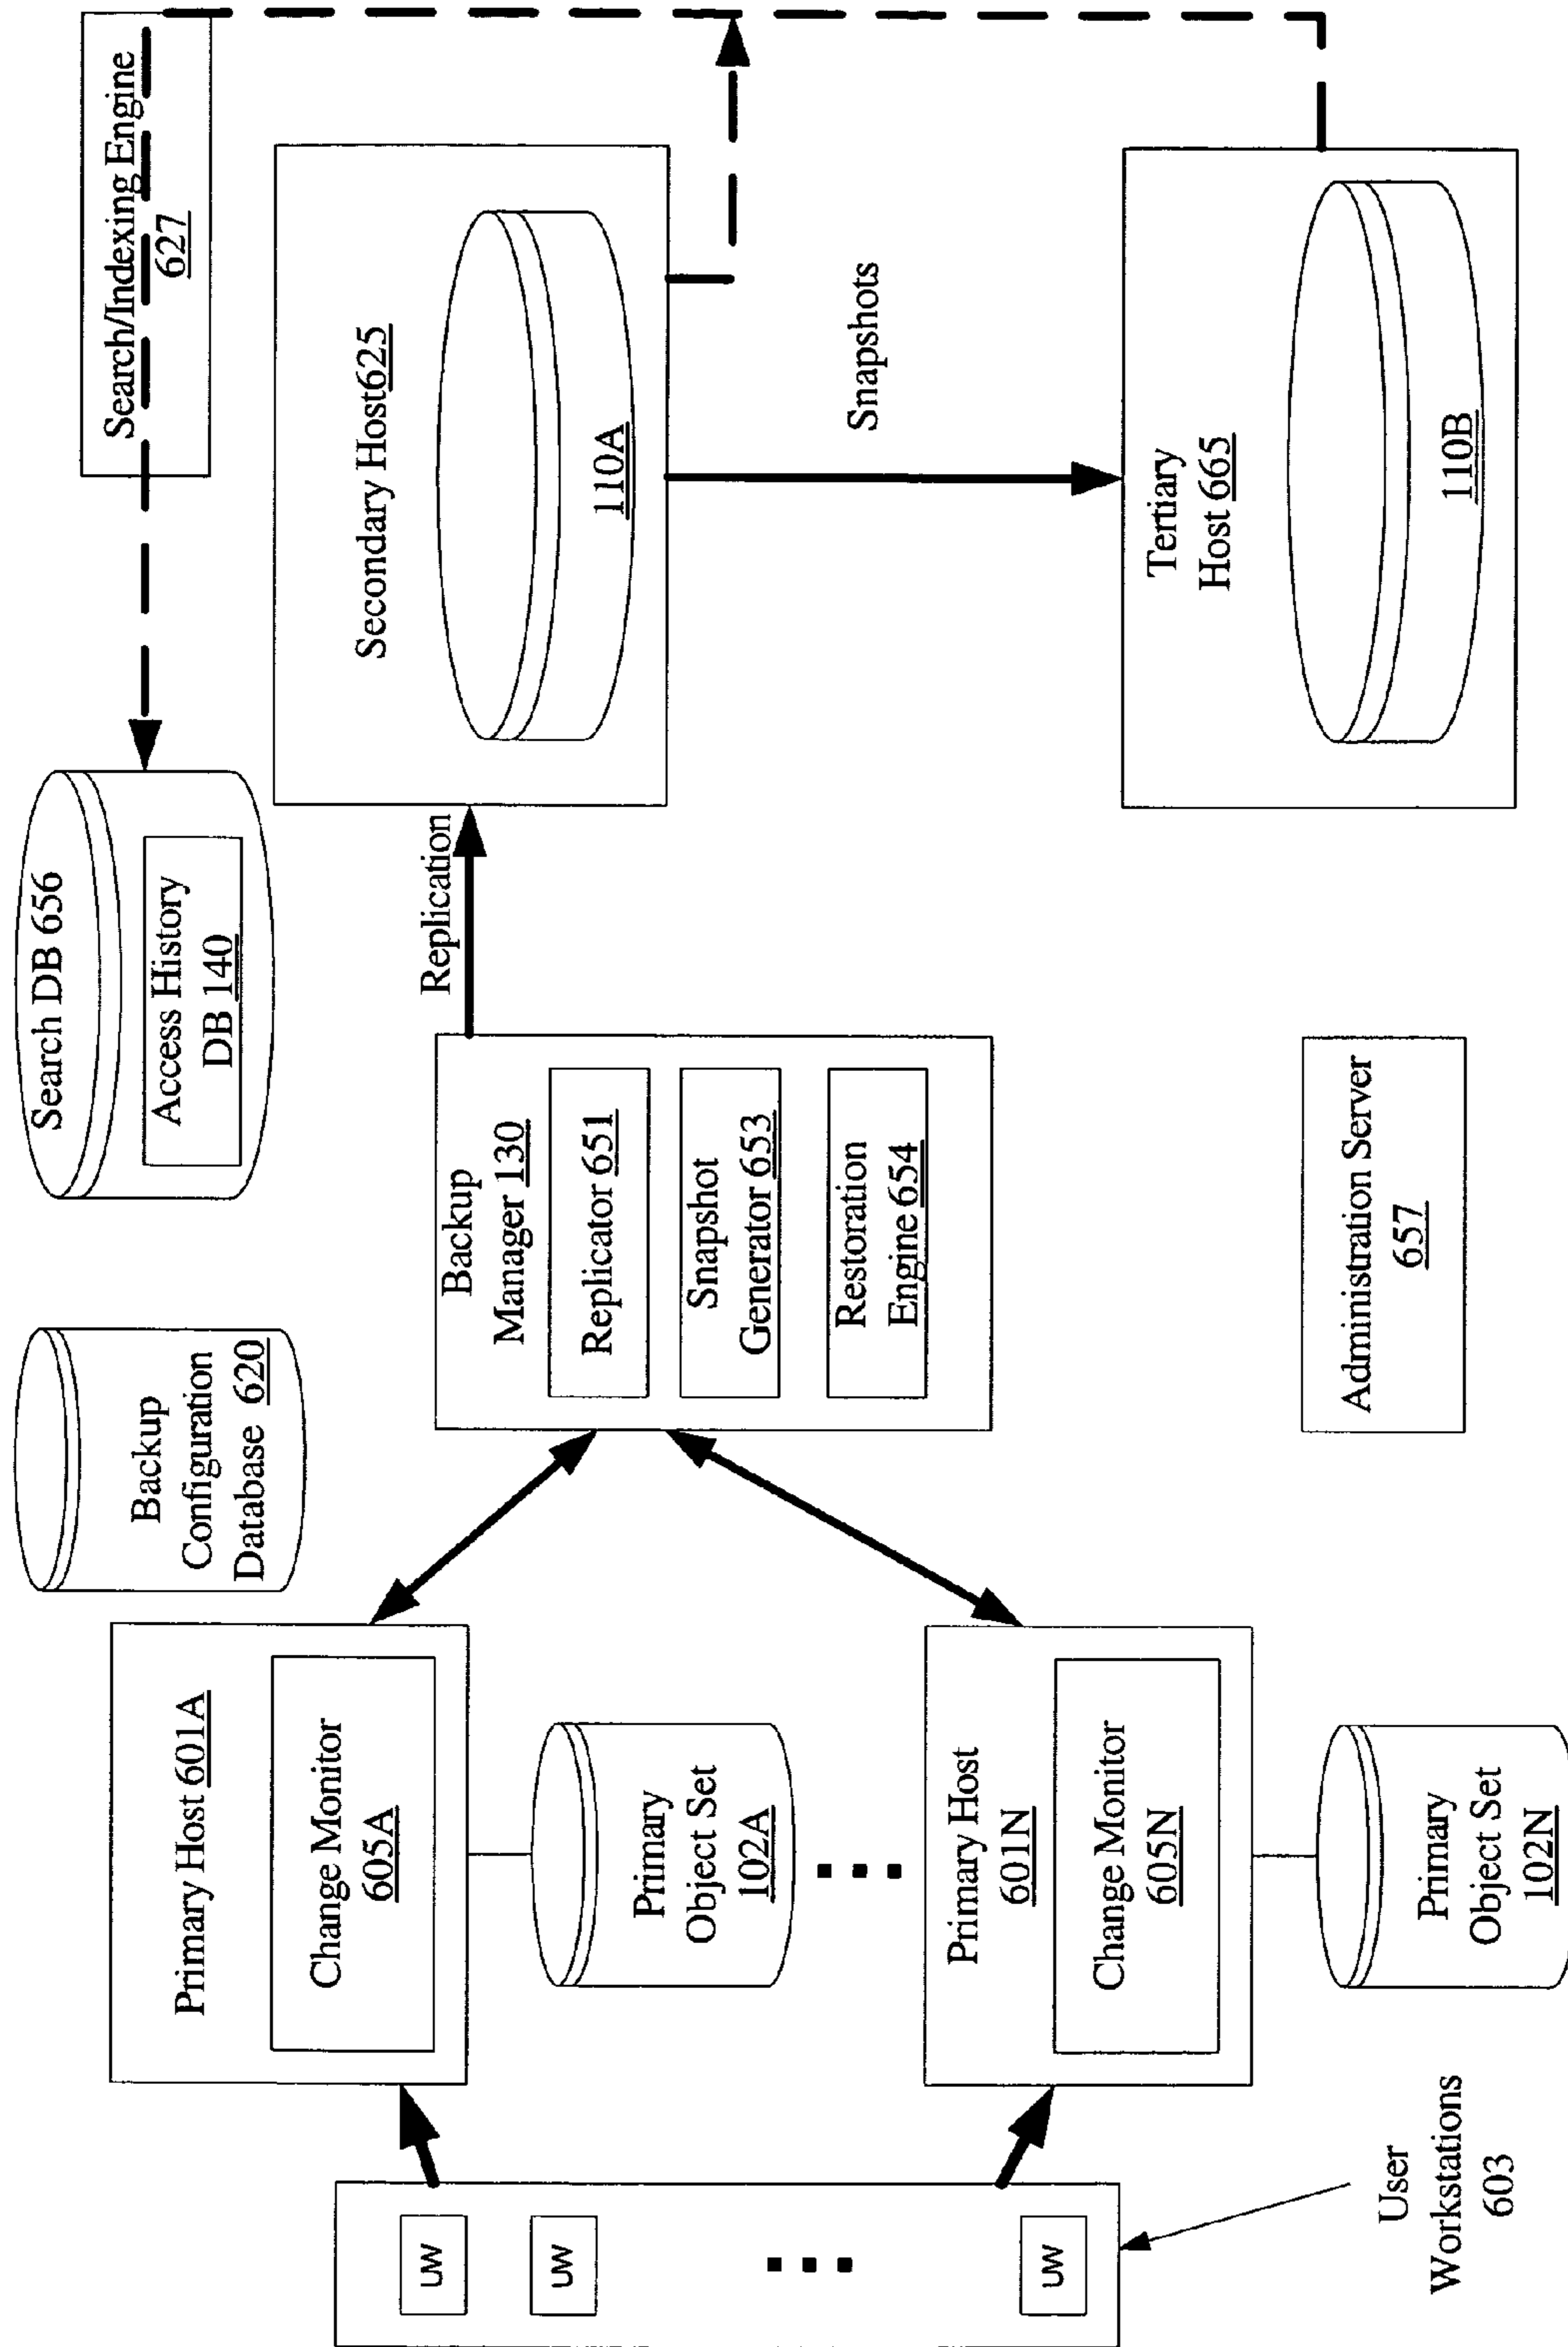 UW
UW
UW
User
Workstations
603
Primary Host 601A
Change Monitor
605A
Primary
Object Set
102A
Primary Host
601N
Change Monitor
605N
Primary
Object Set
102N
Backup
Configuration
Database 620
Backup
Manager 130
Replicator 651
Snapshot
Generator 653
Restoration
Engine 654
Administration Server
657
Search DB 656
Access History
DB 140
Replication
Search/Indexing Engine
627
Secondary Host625
110A
Snapshots
Tertiary
Host 665
110B